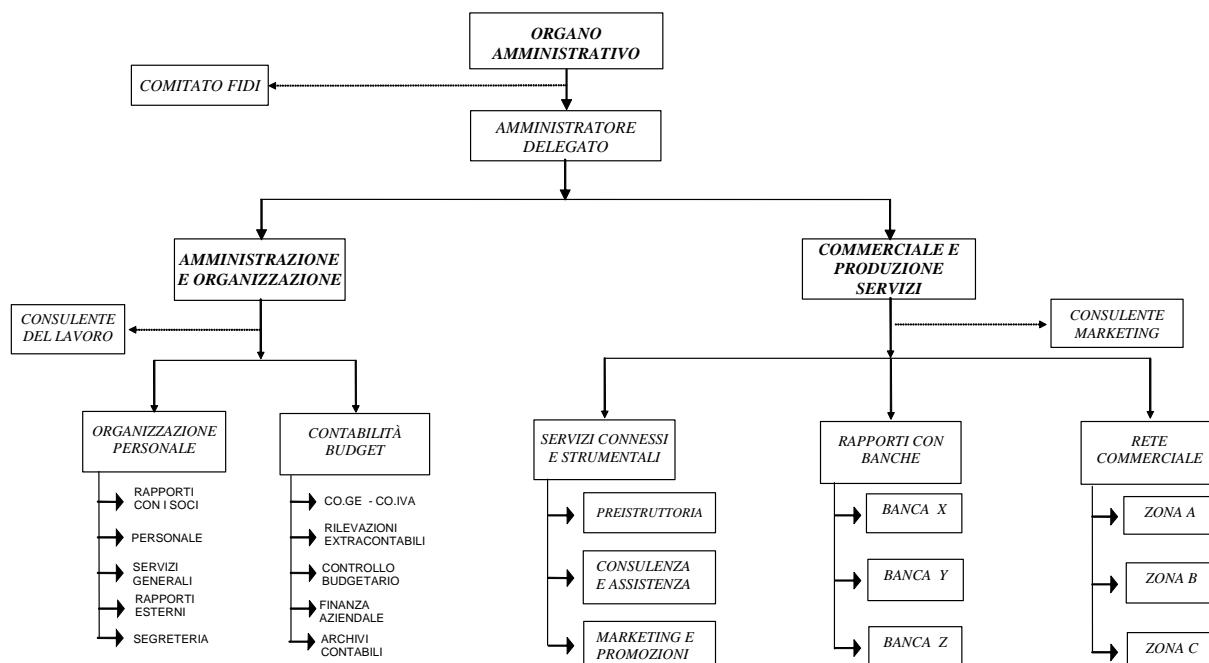 ORGANO
AMMINISTRATIVO
COMITATO FIDI
AMMINISTRATORE
DELEGATO
AMMINISTRAZIONE
E ORGANIZZAZIONE
COMMERCIALE E
PRODUZIONE
SERVIZI
CONSULENTE
DEL LAVORO
CONSULENTE
MARKETING
ORGANIZZAZIONE
PERSONALE
RAPPORTI
CON I SOCI
PERSONALE
SERVIZI
GENERALI
RAPPORTI
ESTERNI
SEGRETERIA
CONTABILITÀ
BUDGET
CO.GE - CO.IVA
RILEVAZIONI
EXTRACONTABILI
CONTROLLO
BUDGETARIO
FINANZA
AZIENDALE
ARCHIVI
CONTABILI
SERVIZI CONNESSI
E STRUMENTALI
PREISTRUTTORIA
CONSULENZA
E ASSISTENZA
MARKETING E
PROMOZIONI
RAPPORTI CON
BANCHE
BANCA X
BANCA Y
BANCA Z
RETE
COMMERCIALE
ZONA A
ZONA B
ZONA C